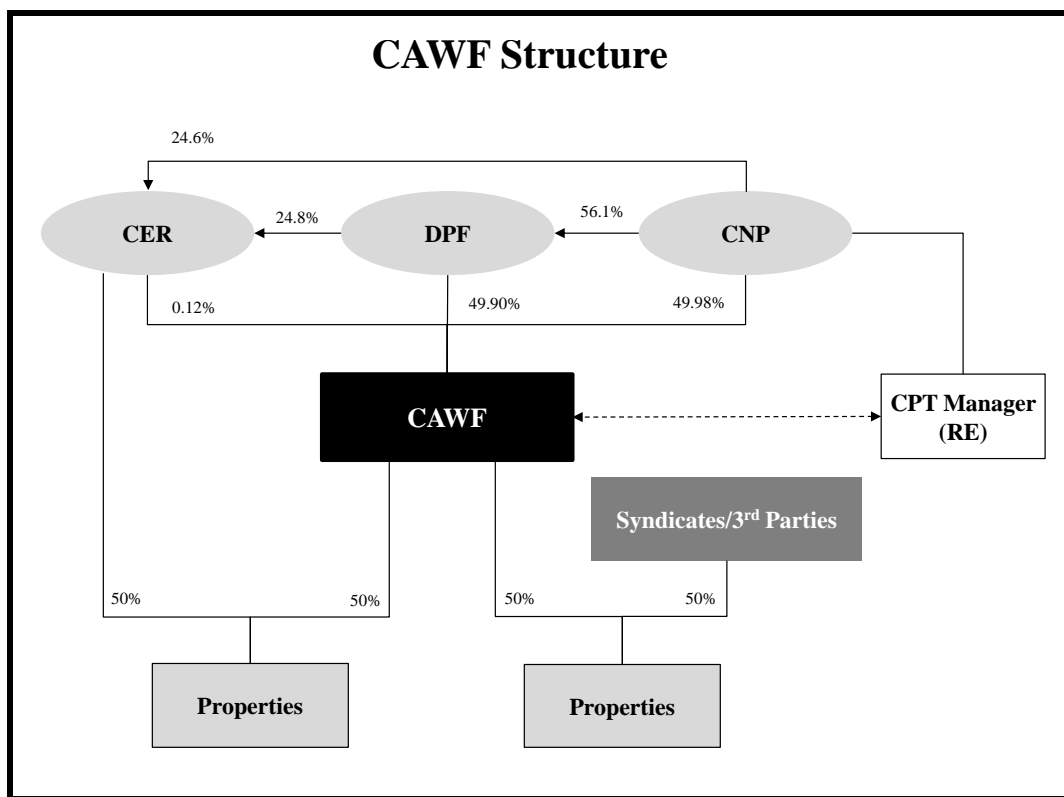 CAWF Structure
24.6%
CER
24.8%
DPF
56.1%
CNP
0.12%
49.90%
49.98%
CAWF
CPT Manager
(RE)
Syndicates/3rd Parties
50%
50%
50%
50%
Properties
Properties